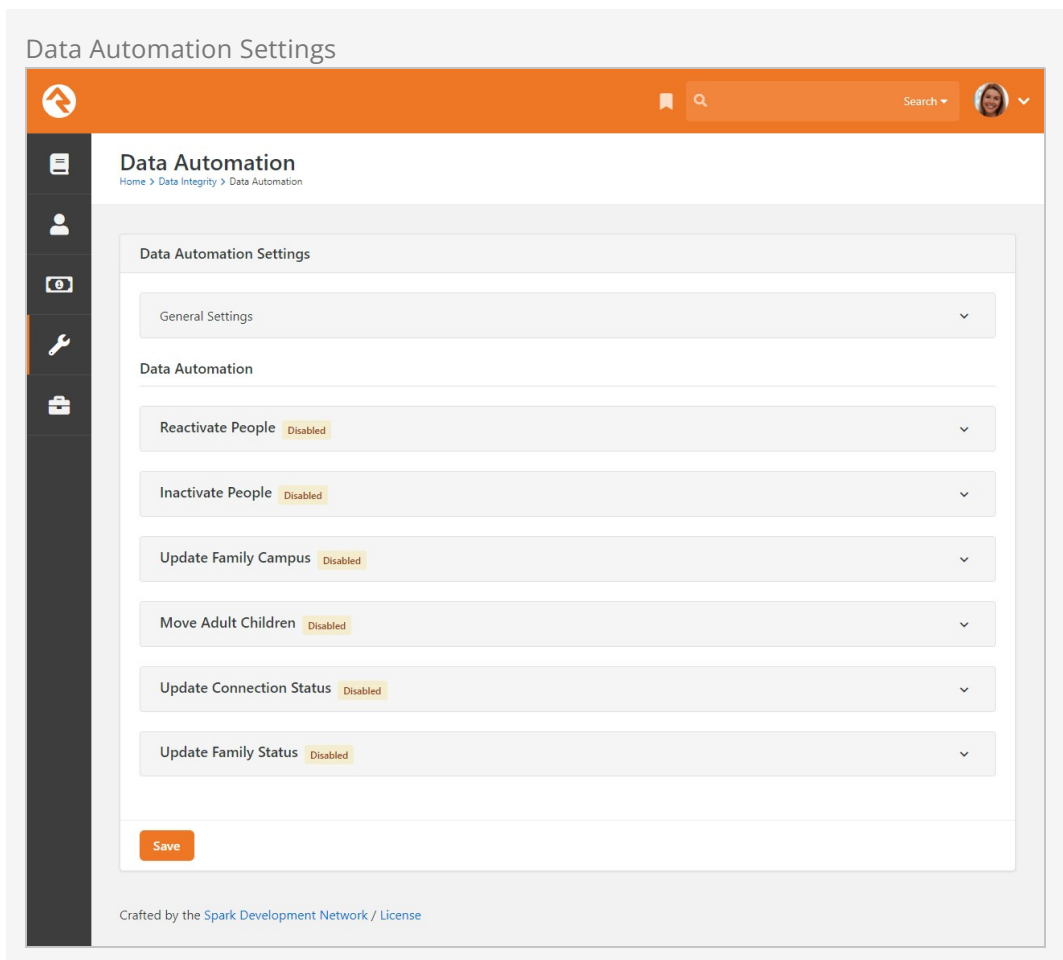 Data Automation Settings
Search
Data Automation
Home > Data Integrity > Data Automation
Data Automation Settings
General Settings
Data Automation
Reactivate People Disabled
Inactivate People Disabled
Update Family Campus Disabled
Move Adult Children Disabled
Update Connection Status Disabled
Update Family Status Disabled
Save
Crafted by the Spark Development Network / License